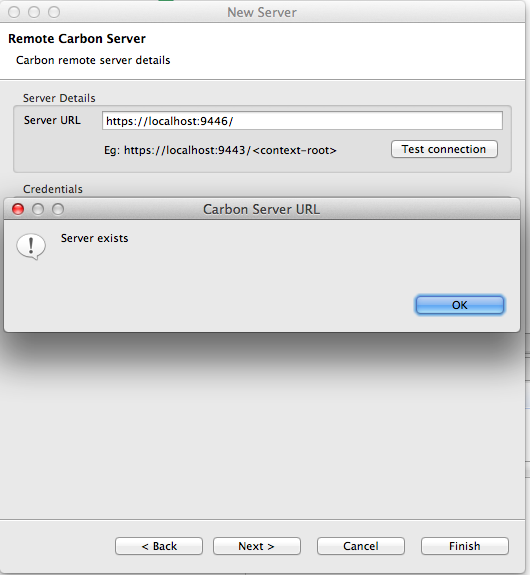 New Server
Remote Carbon Server
Carbon remote server details
Server Details
Server URL https://localhost:9446/
Eg: https://localhost:9443/<context-root> Test connection
Credentials
Carbon Server URL
Server exists
OK
< Back Next > Cancel Finish